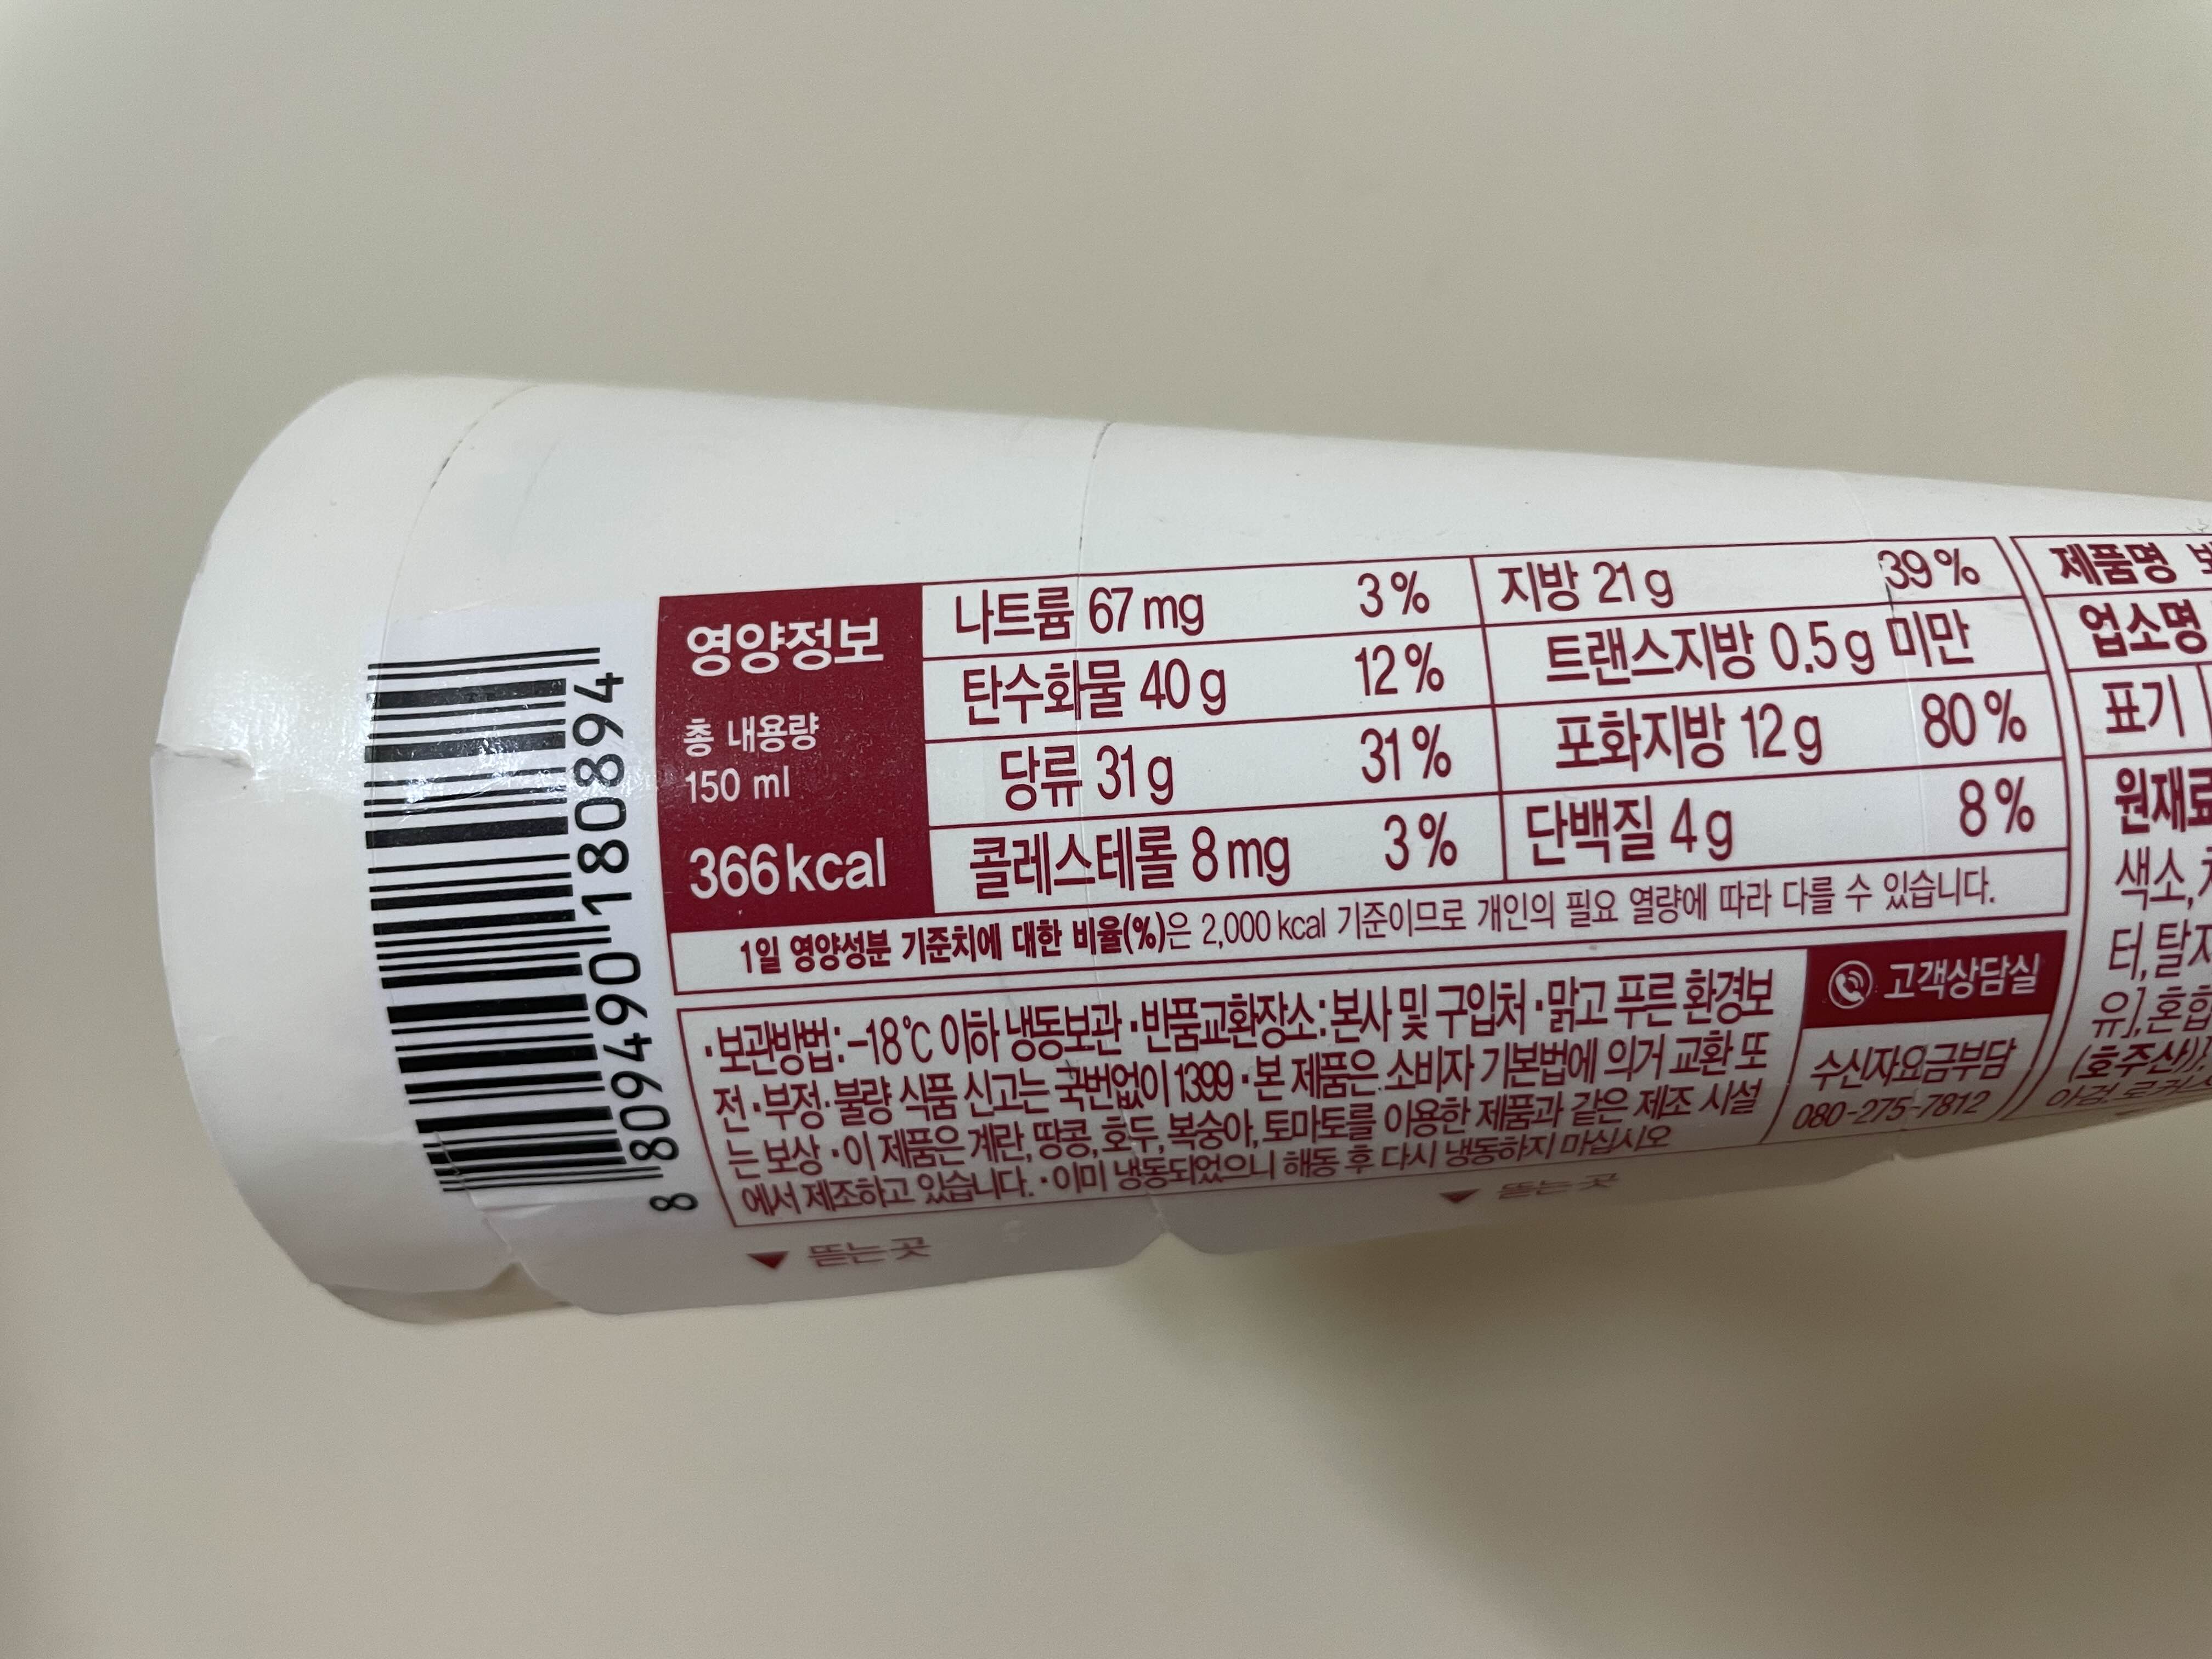 8 809490 180894
영양정보
총 내용량
150 ml
366 kcal
나트륨 67 mg 3 % 지방 21 g 39 %
탄수화물 40 g 12 % 트랜스지방 0.5 g 미만
당류 31 g 31 % 포화지방 12 g 80 %
콜레스테롤 8 mg 3 % 단백질 4 g 8 %
1일 영양성분 기준치에 대한 비율(%)은 2,000 kcal 기준이므로 개인의 필요 열량에 따라 다를 수 있습니다.
·보관방법:-18℃ 이하 냉동보관 ·반품교환장소:본사 및 구입처 ·맑고 푸른 환경보
전 ·부정·불량 식품 신고는 국번없이 1399 ·본 제품은 소비자 기본법에 의거 교환 또
는 보상 ·이 제품은 계란, 땅콩, 호두, 복숭아, 토마토를 이용한 제품과 같은 제조 시설
에서 제조하고 있습니다. ·이미 냉동되었으니 해동 후 다시 냉동하지 마십시오
고객상담실
수신자요금부담
080-275-7812
▼ 뜯는곳
▼ 뜯는곳
제품명
업소명
표기
원재료
색소,
터, 탈지
유], 혼합
(호주산)],